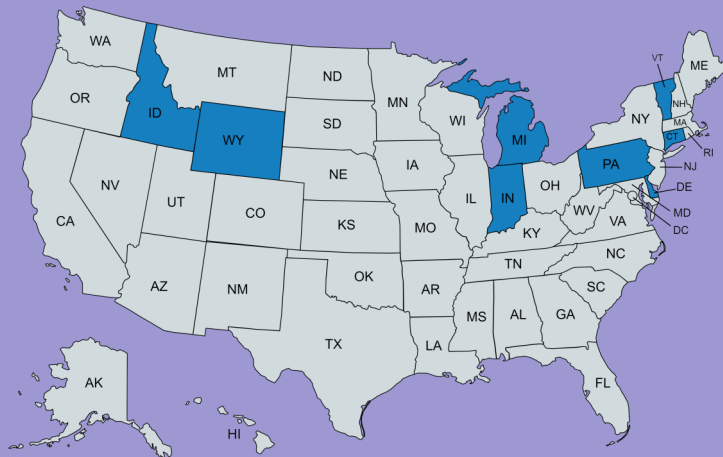 WA
MT
ND
MN
VT
ME
OR
ID
SD
WI
MI
NY
NH
MA
CT
RI
WY
NE
IA
PA
NJ
NV
UT
CO
IL
IN
OH
DE
CA
KS
MO
KY
WV
VA
MD
DC
AZ
NM
OK
AR
TN
NC
SC
TX
LA
MS
AL
GA
AK
FL
HI